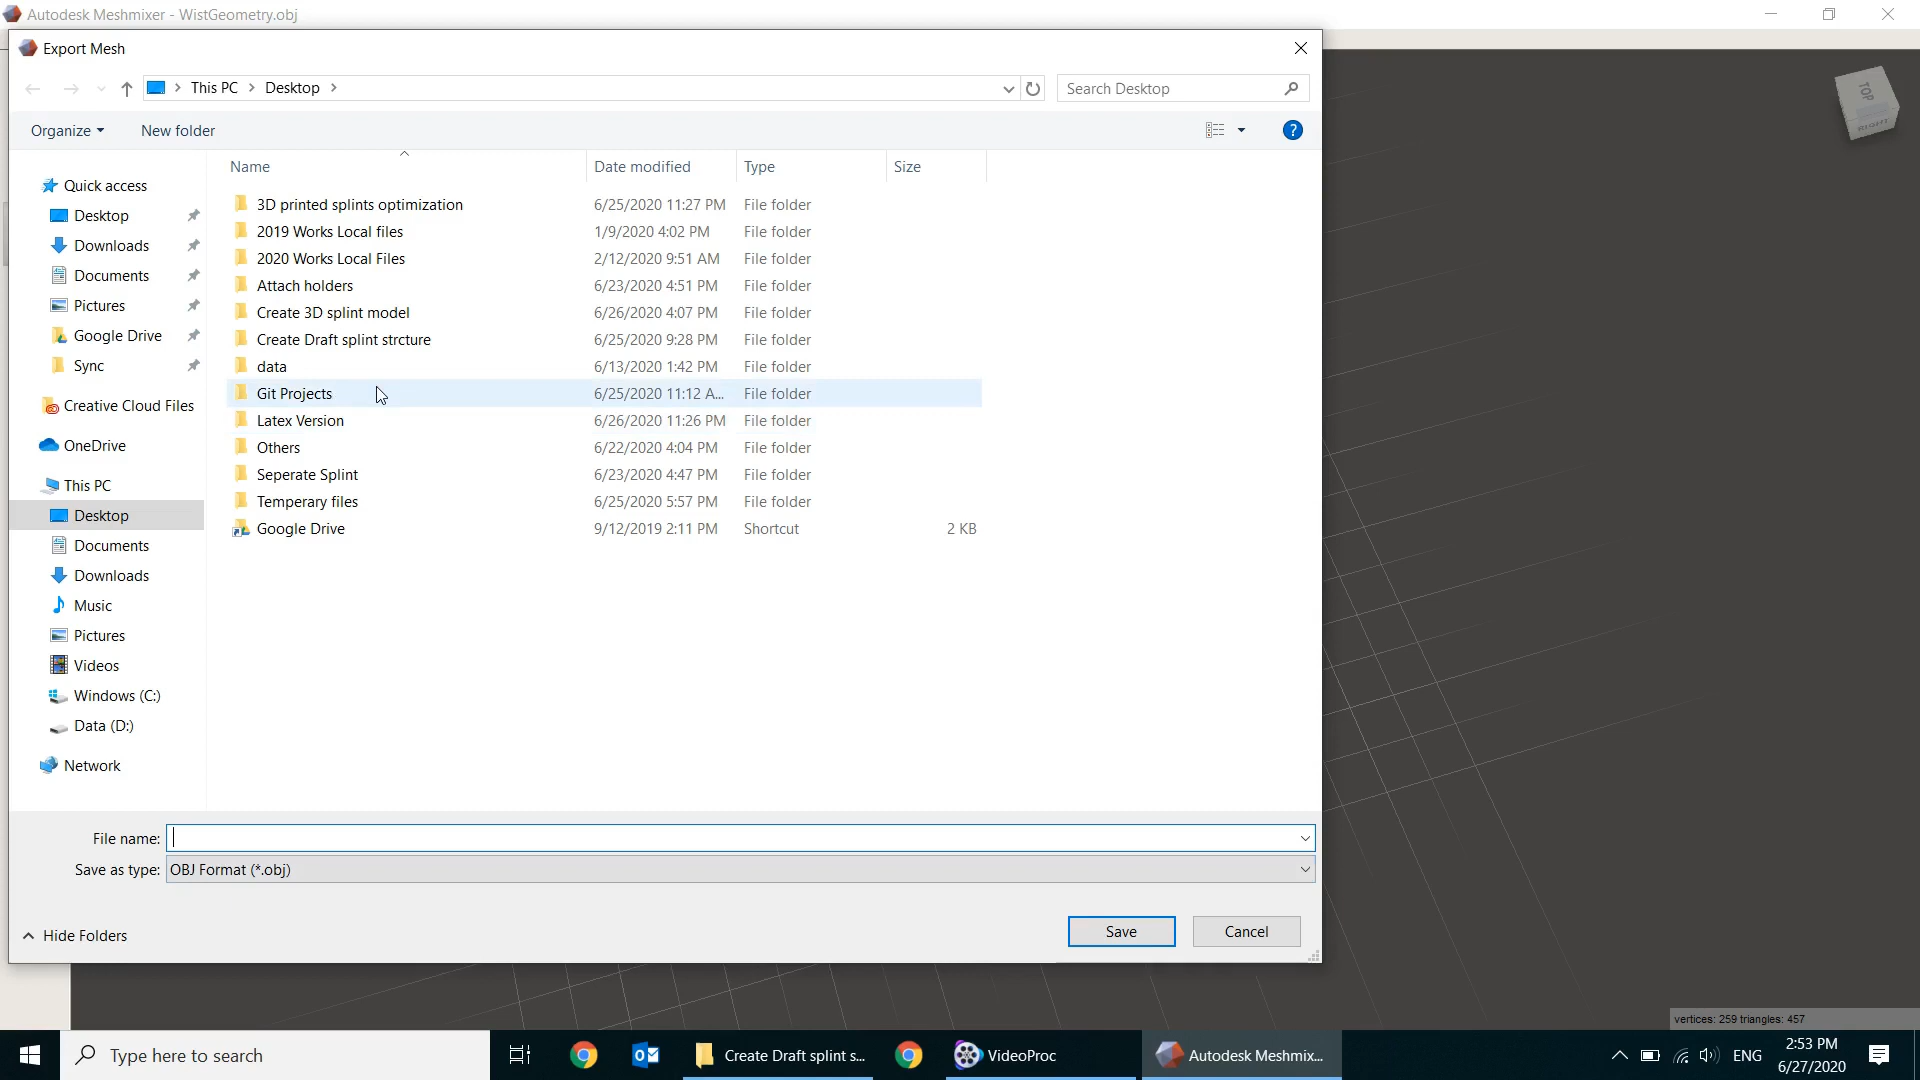 Autodesk Meshmixer - WistGeometry.obj
Export Mesh
This PC
Desktop
Search Desktop
Organize
New folder
?
Name
Date modified
Type
Size
Quick access
Desktop
Downloads
Documents
Pictures
Google Drive
Sync
Creative Cloud Files
OneDrive
This PC
Desktop
Documents
Downloads
Music
Pictures
Videos
Windows (C:)
Data (D:)
Network
3D printed splints optimization 6/25/2020 11:27 PM File folder
2019 Works Local files 1/9/2020 4:02 PM File folder
2020 Works Local Files 2/12/2020 9:51 AM File folder
Attach holders 6/23/2020 4:51 PM File folder
Create 3D splint model 6/26/2020 4:07 PM File folder
Create Draft splint strcture 6/25/2020 9:28 PM File folder
data 6/13/2020 1:42 PM File folder
Git Projects 6/25/2020 11:12 A... File folder
Latex Version 6/26/2020 11:26 PM File folder
Others 6/22/2020 4:04 PM File folder
Seperate Splint 6/23/2020 4:47 PM File folder
Temperary files 6/25/2020 5:57 PM File folder
Google Drive 9/12/2019 2:11 PM Shortcut 2 KB
File name:
Save as type: OBJ Format (*.obj)
Hide Folders
Save
Cancel
TOP
RIGHT
vertices: 259 triangles: 457
Type here to search
Create Draft splint s...
VideoProc
Autodesk Meshmix...
ENG
2:53 PM
6/27/2020